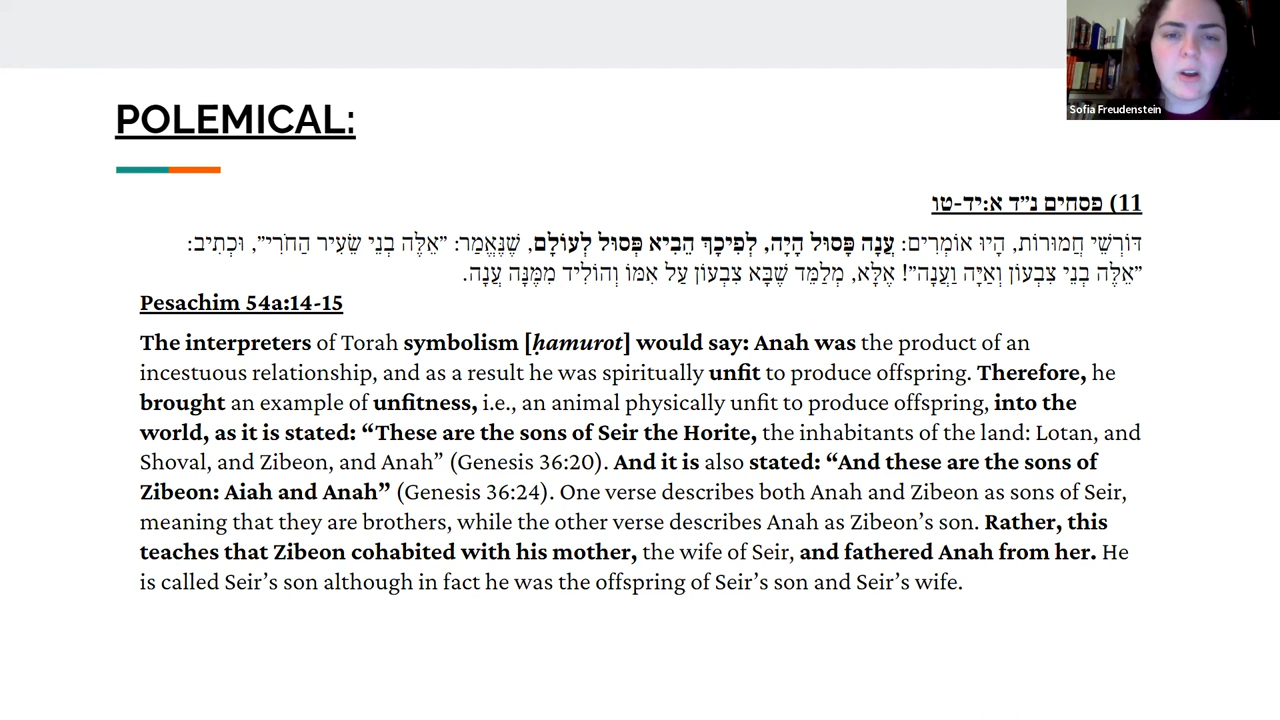 Sofia Freudenstein
POLEMICAL:
11) פסחים נ״ד א:יד-טו
דּוֹרְשֵׁי חֲמוּרוֹת, הָיוּ אוֹמְרִים: עֲנָה פָּסוּל הָיָה, לְפִיכָךְ הֵבִיא פָּסוּל לְעוֹלָם, שֶׁנֶּאֱמַר: ״אֵלֶּה בְנֵי שֵׂעִיר הַחֹרִי״, וּכְתִיב:
״אֵלֶּה בְנֵי צִבְעוֹן וְאַיָּה וַעֲנָה״! אֶלָּא, מְלַמֵּד שֶׁבָּא צִבְעוֹן עַל אִמּוֹ וְהוֹלִיד מִמֶּנָּה עֲנָה.
Pesachim 54a:14-15
The interpreters of Torah symbolism [ḥamurot] would say: Anah was the product of an
incestuous relationship, and as a result he was spiritually unfit to produce offspring. Therefore, he
brought an example of unfitness, i.e., an animal physically unfit to produce offspring, into the
world, as it is stated: “These are the sons of Seir the Horite, the inhabitants of the land: Lotan, and
Shoval, and Zibeon, and Anah” (Genesis 36:20). And it is also stated: “And these are the sons of
Zibeon: Aiah and Anah” (Genesis 36:24). One verse describes both Anah and Zibeon as sons of Seir,
meaning that they are brothers, while the other verse describes Anah as Zibeon’s son. Rather, this
teaches that Zibeon cohabited with his mother, the wife of Seir, and fathered Anah from her. He
is called Seir’s son although in fact he was the offspring of Seir’s son and Seir’s wife.